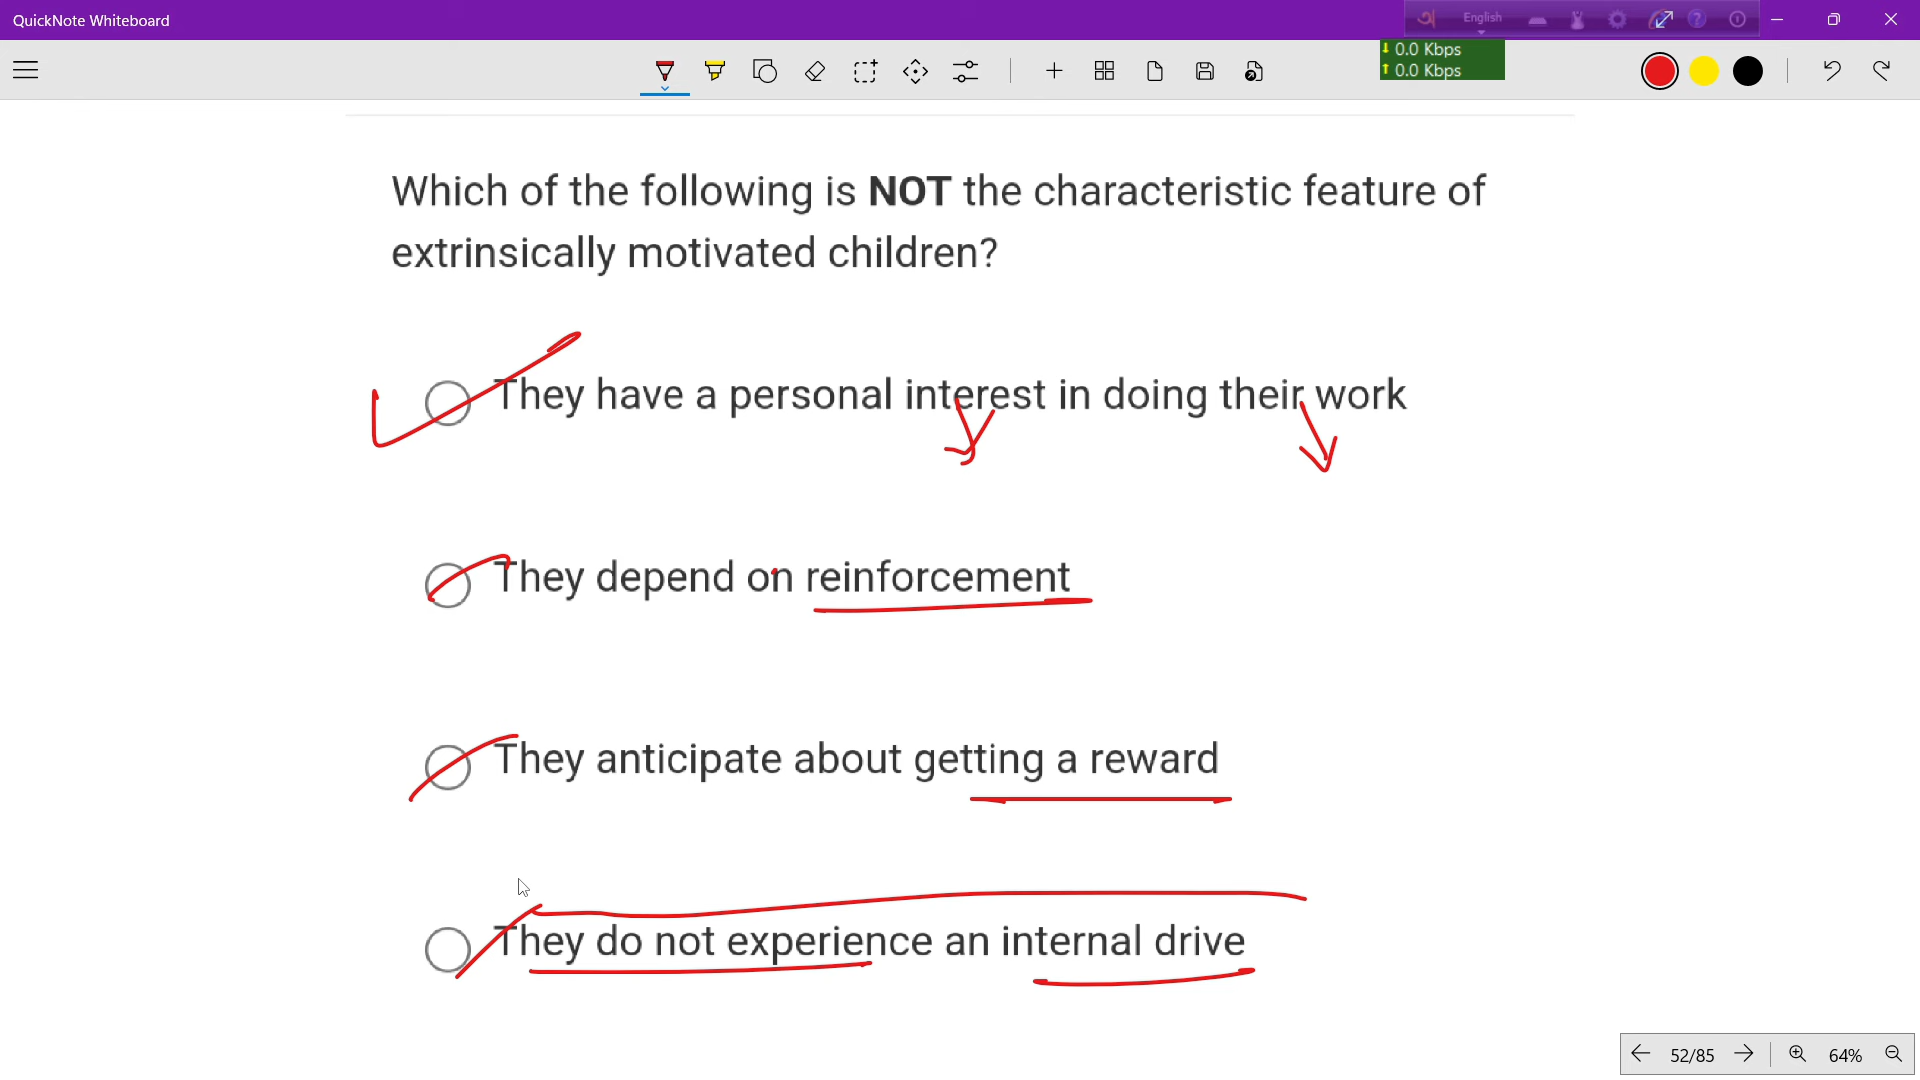 QuickNote Whiteboard
English
0.0 Kbps
0.0 Kbps
Which of the following is NOT the characteristic feature of
extrinsically motivated children?
They have a personal interest in doing their work
They depend on reinforcement
They anticipate about getting a reward
They do not experience an internal drive
52/85
64%